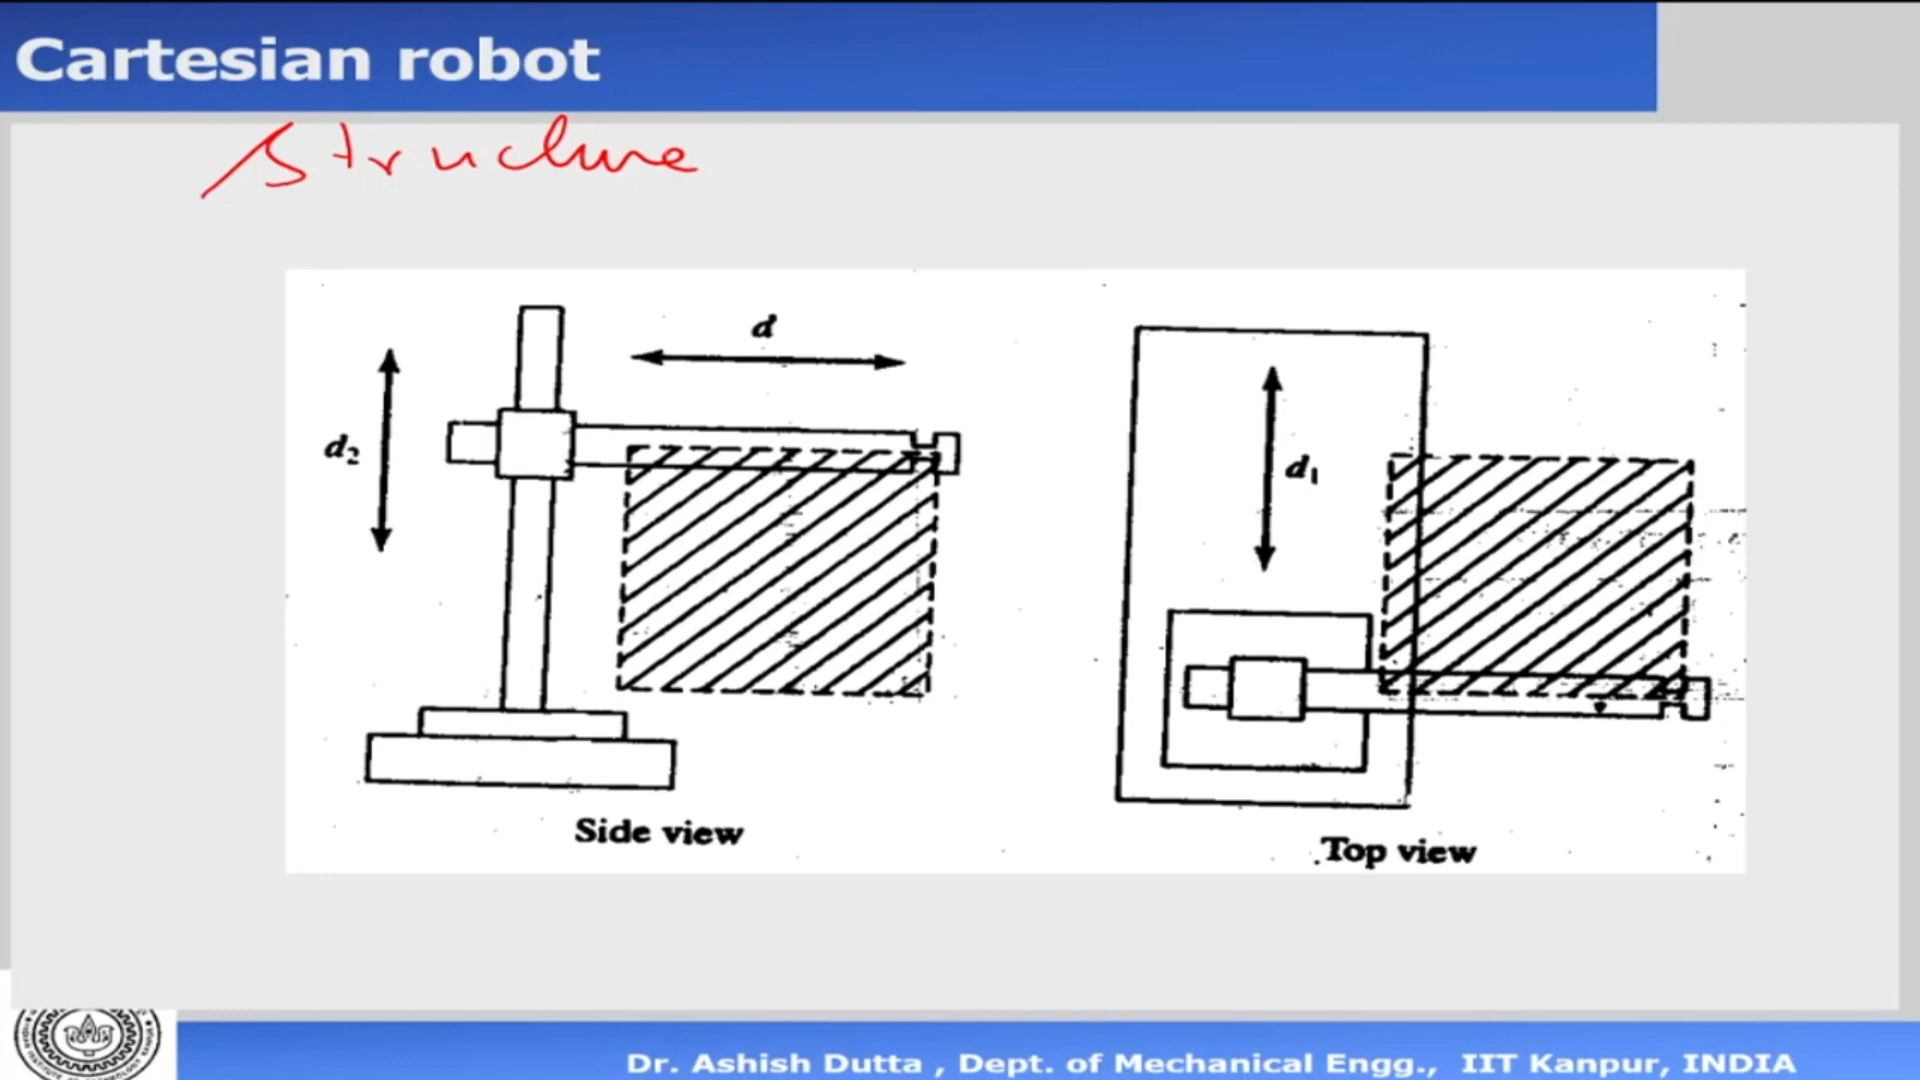 Cartesian robot
structure
d
d₂
d₁
Side view
Top view
Dr. Ashish Dutta , Dept. of Mechanical Engg., IIT Kanpur, INDIA